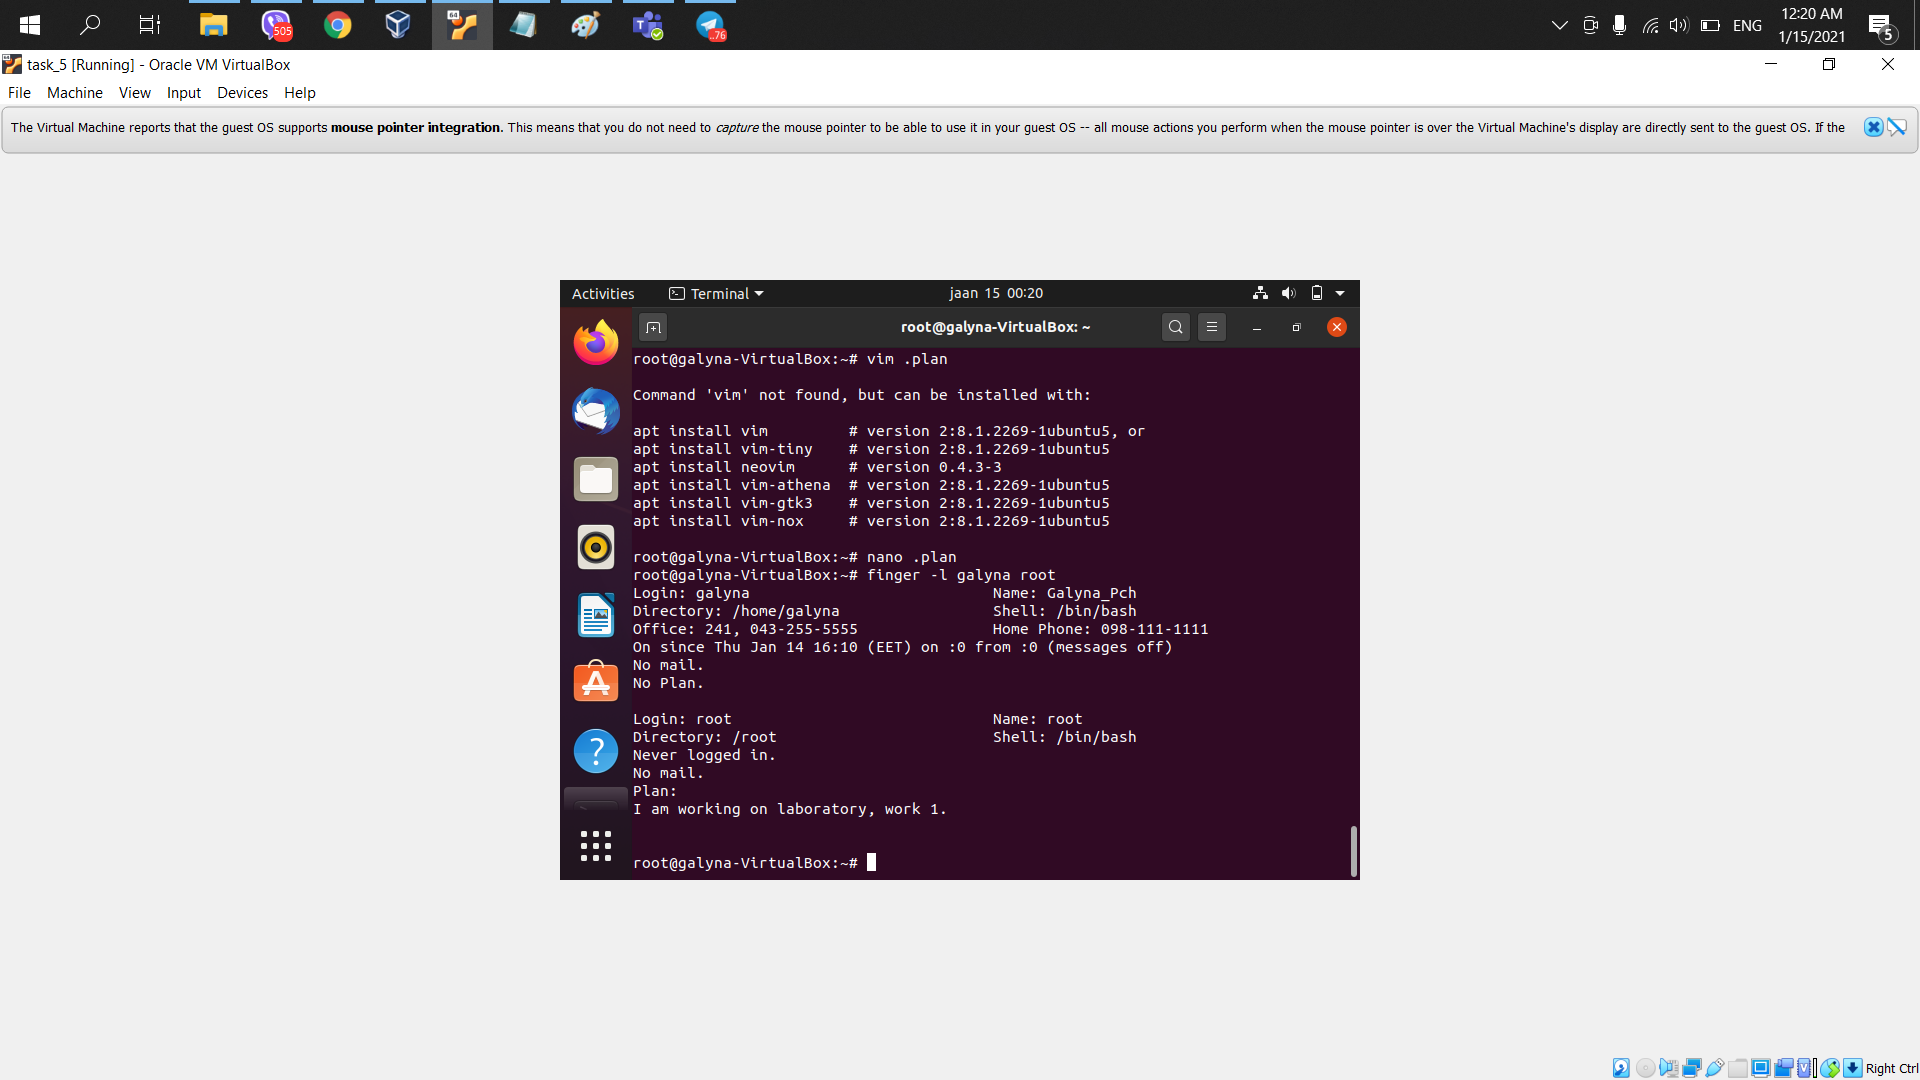 505
64
..76
ENG
12:20 AM
1/15/2021
5
task_5 [Running] - Oracle VM VirtualBox
File Machine View Input Devices Help
The Virtual Machine reports that the guest OS supports mouse pointer integration. This means that you do not need to capture the mouse pointer to be able to use it in your guest OS -- all mouse actions you perform when the mouse pointer is over the Virtual Machine's display are directly sent to the guest OS. If the
Activities Terminal jaan 15 00:20
root@galyna-VirtualBox: ~
root@galyna-VirtualBox:~# vim .plan
Command 'vim' not found, but can be installed with:
apt install vim         # version 2:8.1.2269-1ubuntu5, or
apt install vim-tiny    # version 2:8.1.2269-1ubuntu5
apt install neovim      # version 0.4.3-3
apt install vim-athena  # version 2:8.1.2269-1ubuntu5
apt install vim-gtk3    # version 2:8.1.2269-1ubuntu5
apt install vim-nox     # version 2:8.1.2269-1ubuntu5
root@galyna-VirtualBox:~# nano .plan
root@galyna-VirtualBox:~# finger -l galyna root
Login: galyna                           Name: Galyna_Pch
Directory: /home/galyna                 Shell: /bin/bash
Office: 241, 043-255-5555               Home Phone: 098-111-1111
On since Thu Jan 14 16:10 (EET) on :0 from :0 (messages off)
No mail.
No Plan.
Login: root                             Name: root
Directory: /root                        Shell: /bin/bash
Never logged in.
No mail.
Plan:
I am working on laboratory, work 1.
root@galyna-VirtualBox:~#
Right Ctrl